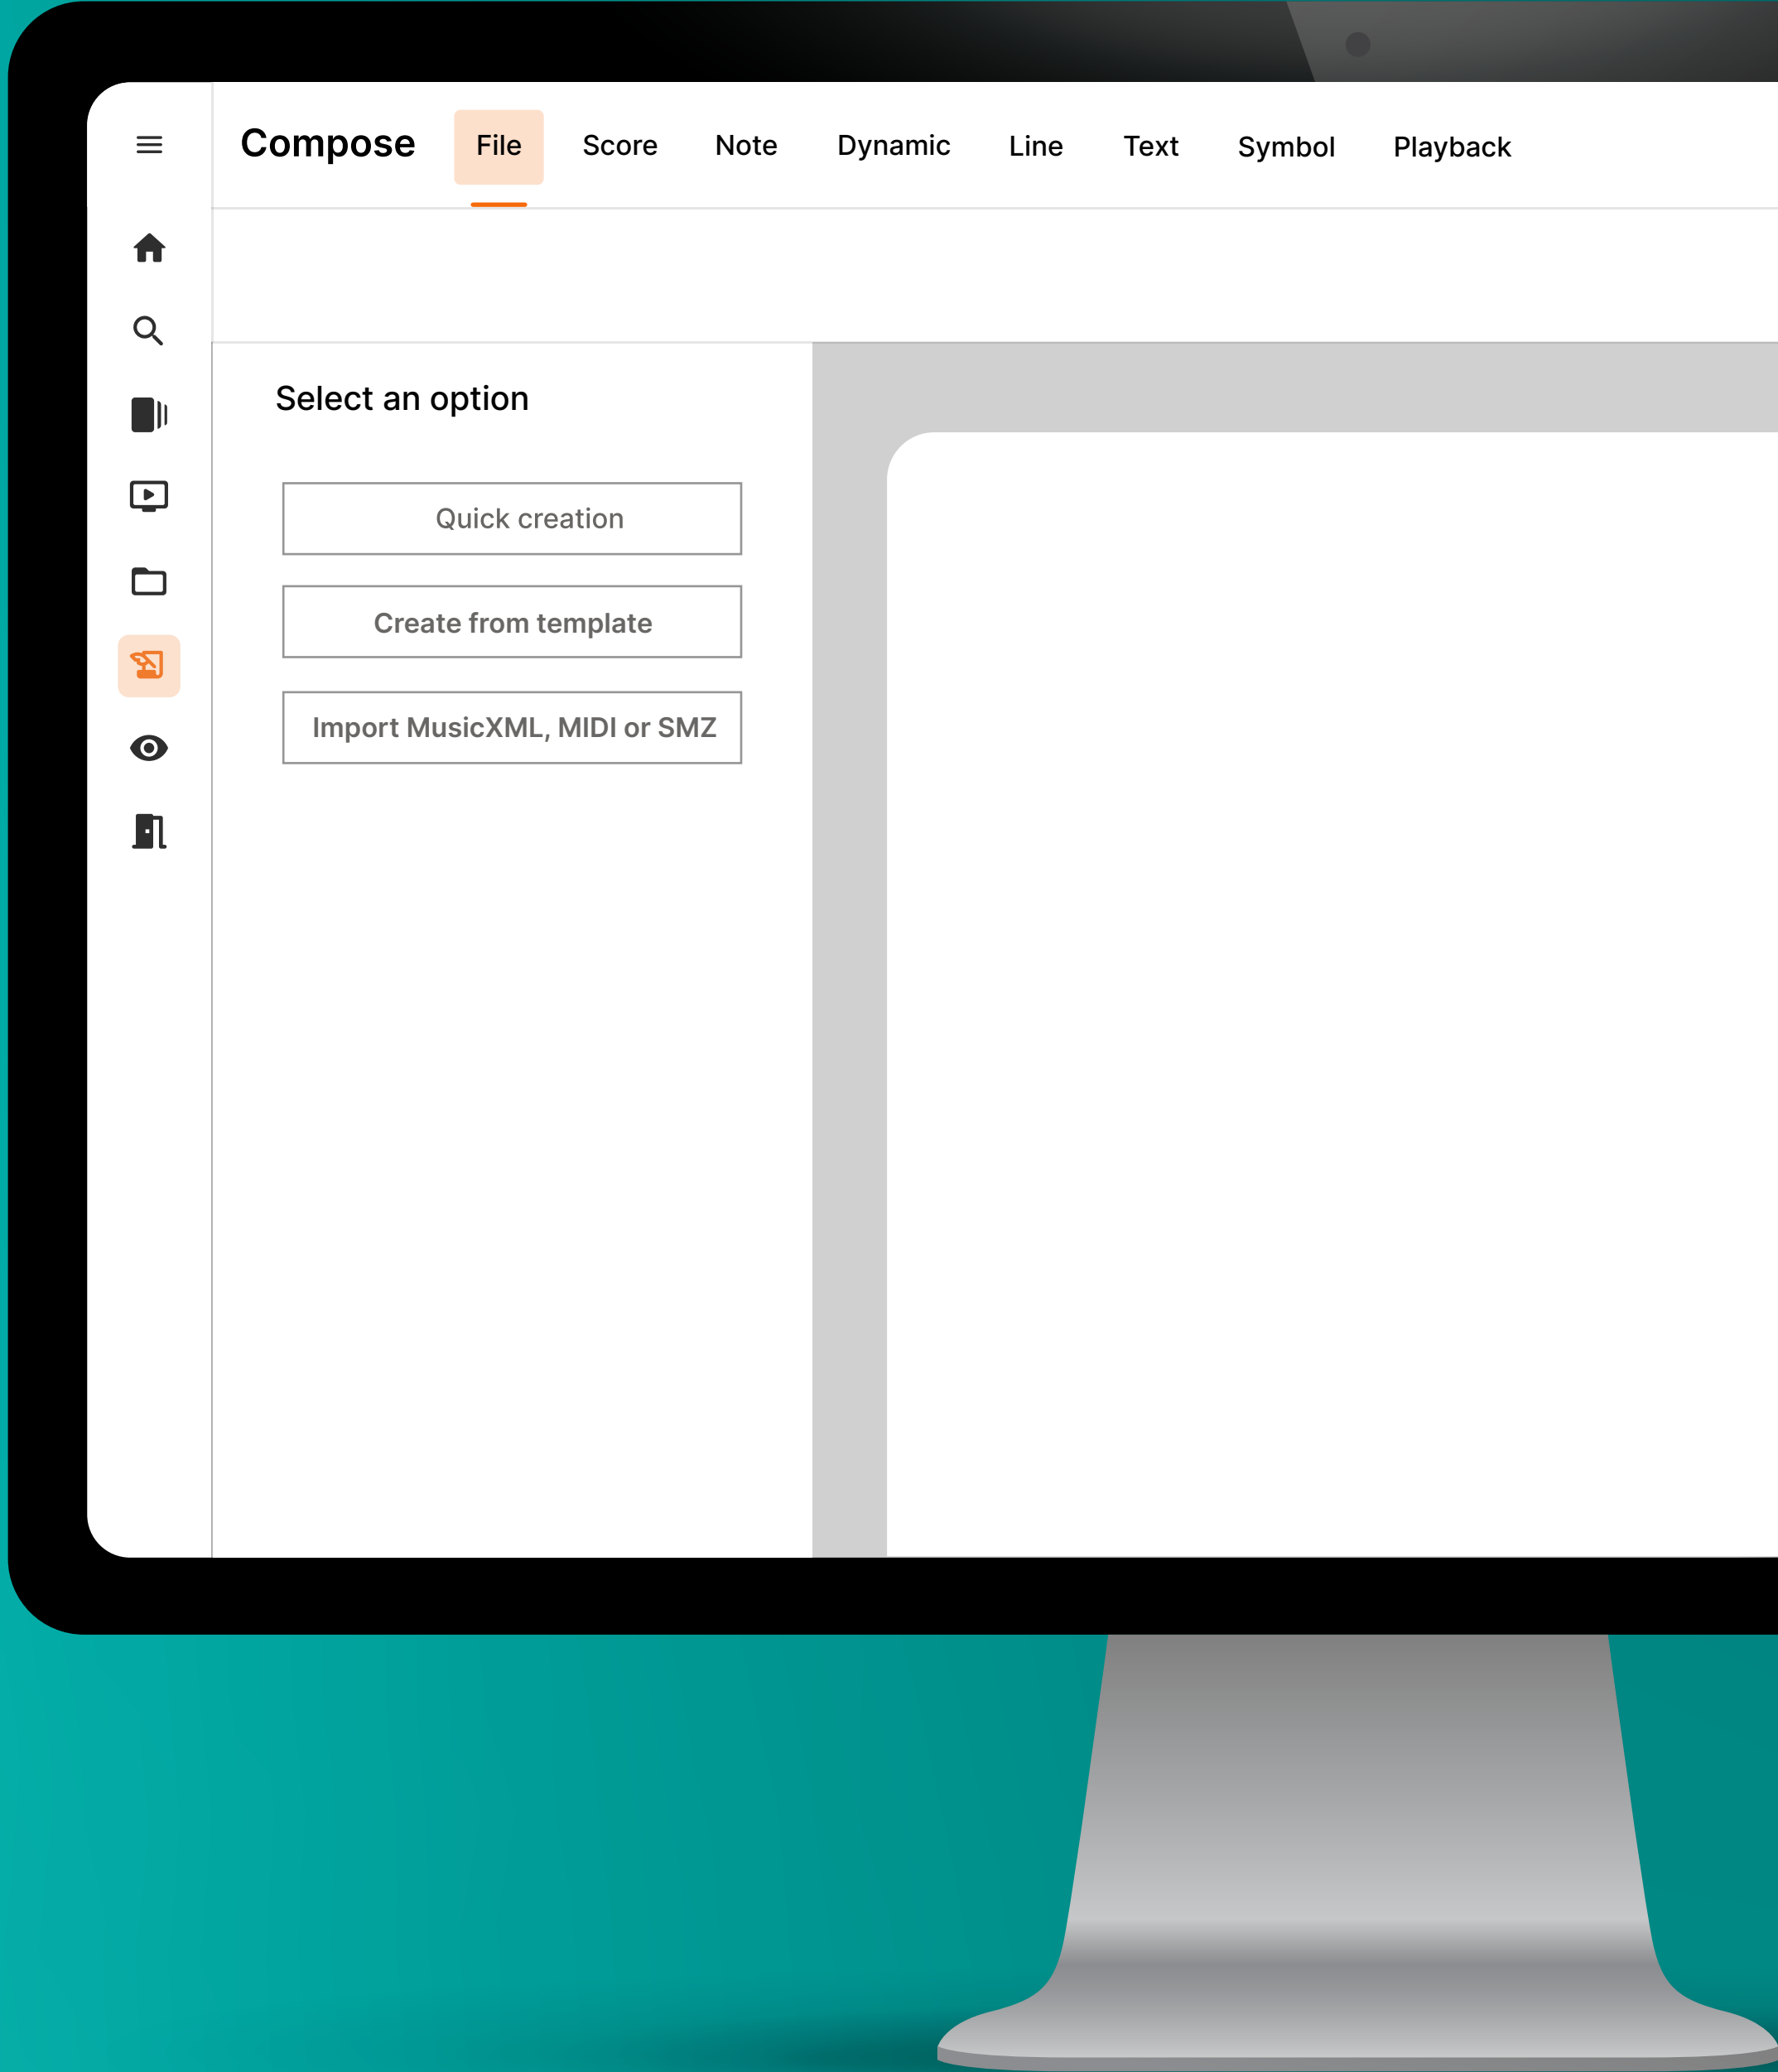 Compose File Score Note Dynamic Line Text Symbol Playback
Select an option
Quick creation
Create from template
Import MusicXML, MIDI or SMZ